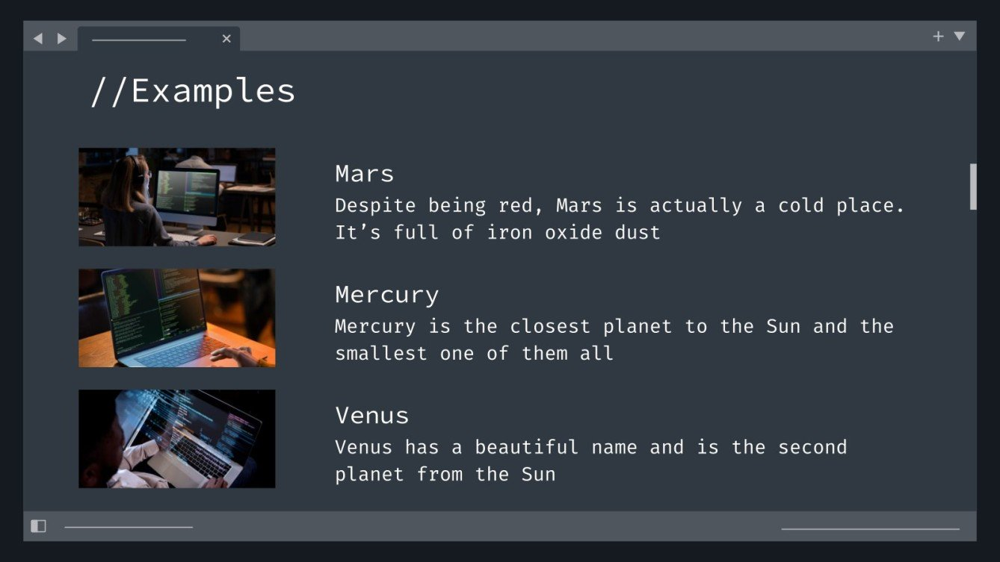 //Examples
Mars
Despite being red, Mars is actually a cold place.
It’s full of iron oxide dust
Mercury
Mercury is the closest planet to the Sun and the
smallest one of them all
Venus
Venus has a beautiful name and is the second
planet from the Sun